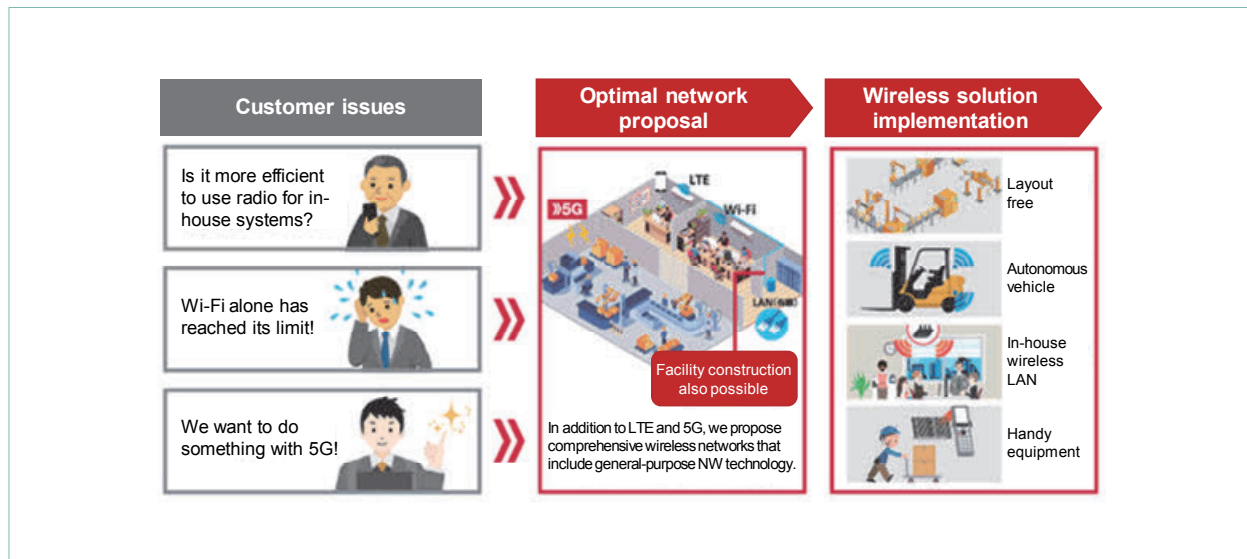 Customer issues
Optimal network
proposal
Wireless solution
implementation
Is it more efficient
to use radio for in-
house systems?
Wi-Fi alone has
reached its limit!
We want to do
something with 5G!
LTE
Wi-Fi
5G
Facility construction
also possible
In addition to LTE and 5G, we propose
comprehensive wireless networks that
include general-purpose NW technology.
Layout
free
Autonomous
vehicle
In-house
wireless
LAN
Handy
equipment